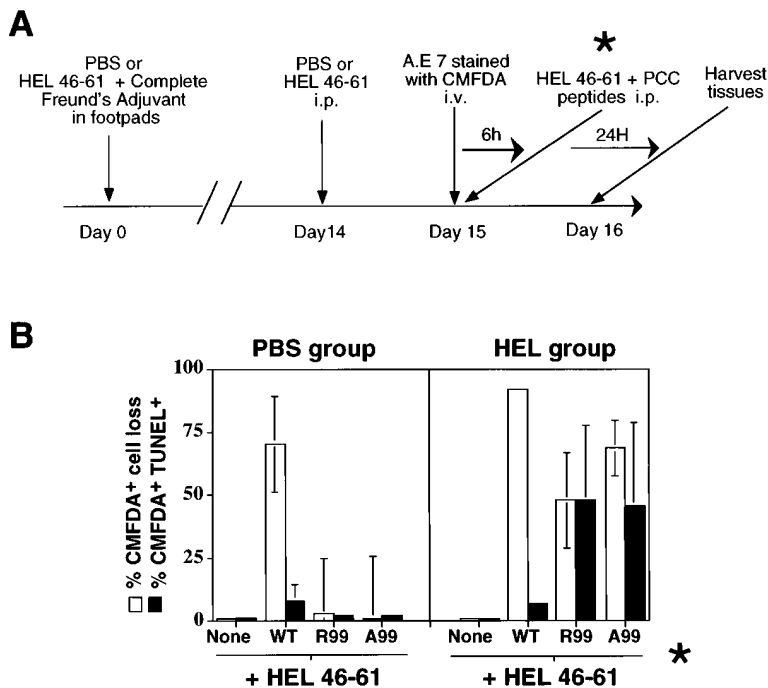 A
PBS or
HEL 46-61 + Complete
Freund's Adjuvant
in footpads
PBS or
HEL 46-61
i.p.
A.E 7 stained
with CMFDA
i.v.
*
HEL 46-61 + PCC
peptides i.p.
Harvest
tissues
6h
24H
Day 0
Day14
Day 15
Day 16
B
PBS group
HEL group
% CMFDA+ cell loss
% CMFDA+ TUNEL+
100
75
50
25
0
None WT R99 A99
None WT R99 A99
+ HEL 46-61
+ HEL 46-61
*